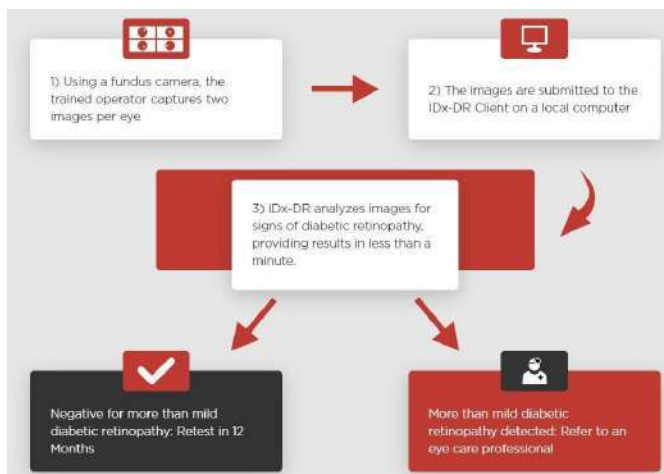 1) Using a fundus camera, the
trained operator captures two
images per eye
2) The images are submitted to the
IDx-DR Client on a local computer
3) IDx-DR analyzes images for
signs of diabetic retinopathy,
providing results in less than a
minute.
Negative for more than mild
diabetic retinopathy: Retest in 12
Months
More than mild diabetic
retinopathy detected: Refer to an
eye care professional